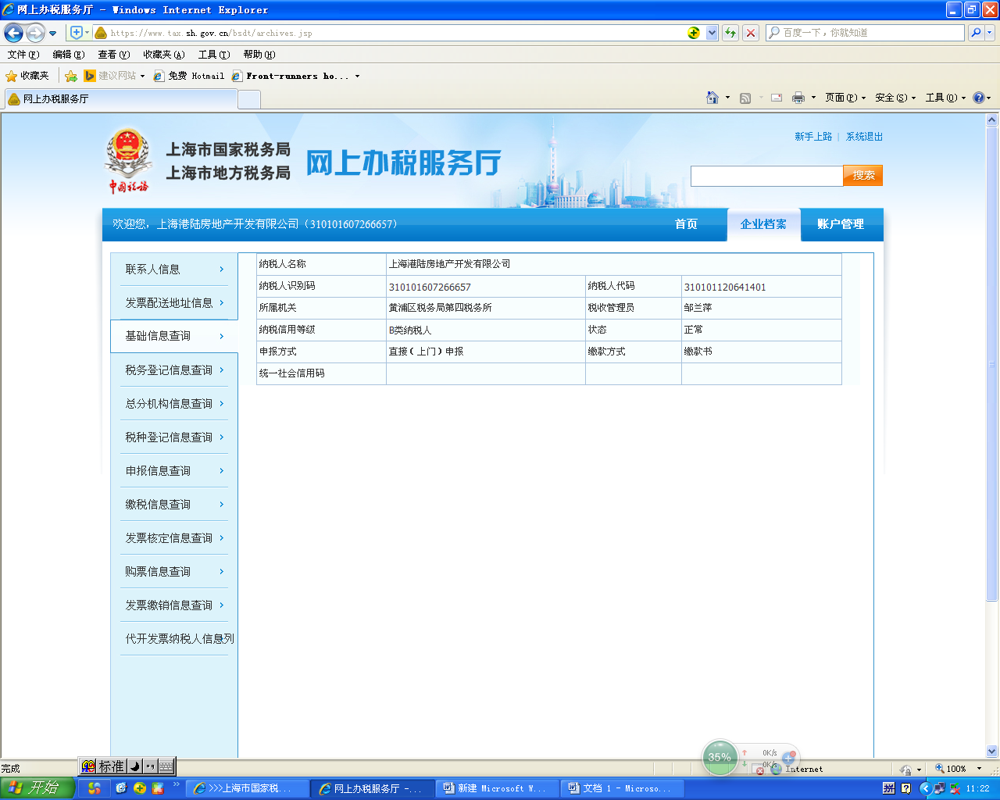 网上办税服务厅 - Windows Internet Explorer
https://www.tax.sh.gov.cn/bsdt/archives.jsp
百度一下，你就知道
文件(F) 编辑(E) 查看(V) 收藏夹(A) 工具(T) 帮助(H)
收藏夹 建议网站 免费 Hotmail Front-runners ho...
网上办税服务厅
页面(P) 安全(S) 工具(O)
新手上路 | 系统退出
上海市国家税务局
上海市地方税务局
网上办税服务厅
中国税务
搜索
欢迎您，上海港陆房地产开发有限公司（310101607266657）
首页 企业档案 账户管理
联系人信息
发票配送地址信息
基础信息查询
税务登记信息查询
总分机构信息查询
税种登记信息查询
申报信息查询
缴税信息查询
发票核定信息查询
购票信息查询
发票缴销信息查询
代开发票纳税人信息列
纳税人名称 上海港陆房地产开发有限公司
纳税人识别码 310101607266657 纳税人代码 310101120641401
所属机关 黄浦区税务局第四税务所 税收管理员 邹兰萍
纳税信用等级 B类纳税人 状态 正常
申报方式 直接（上门）申报 缴款方式 缴款书
统一社会信用码
35% 0K/s
0K/s
完成 标准 Internet 100%
开始 >>>上海市国家税... 网上办税服务厅 -... 新建 Microsoft W... 文档 1 - Microso... 拼 11:22